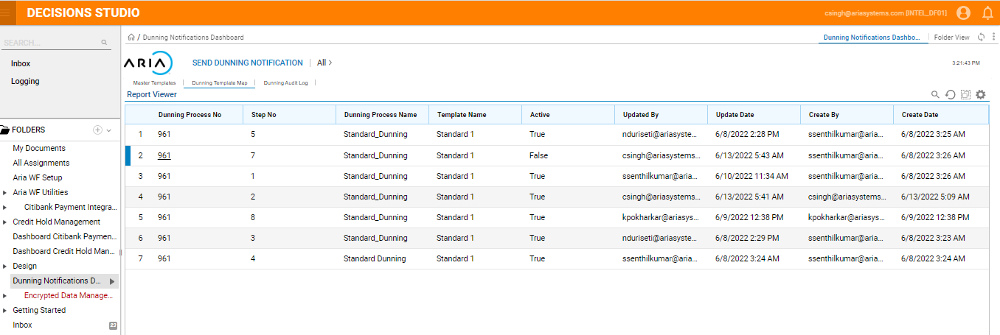 DECISIONS STUDIO
csingh@ariasystems.com [INTEL_DF01]
SEARCH...
Inbox
Logging
FOLDERS
My Documents
All Assignments
Aria WF Setup
Aria WF Utilities
Citibank Payment Integra...
Credit Hold Management
Dashboard Citibank Paymen...
Dashboard Credit Hold Man...
Design
Dunning Notifications D...
Encrypted Data Manage...
Getting Started
Inbox 23
/ Dunning Notifications Dashboard
Dunning Notifications Dashbo... Folder View
ARIA SEND DUNNING NOTIFICATION All >
3:21:43 PM
Master Templates Dunning Template Map Dunning Audit Log
Report Viewer
Dunning Process No Step No Dunning Process Name Template Name Active Updated By Update Date Create By Create Date
1 961 5 Standard_Dunning Standard 1 True nduriseti@ariasyste... 6/8/2022 2:28 PM ssenthilkumar@aria... 6/8/2022 3:25 AM
2 961 7 Standard_Dunning Standard 1 False csingh@ariasystems... 6/13/2022 5:43 AM ssenthilkumar@aria... 6/8/2022 3:26 AM
3 961 1 Standard_Dunning Standard 1 True ssenthilkumar@aria... 6/10/2022 11:34 AM ssenthilkumar@aria... 6/8/2022 3:26 AM
4 961 2 Standard_Dunning Standard 1 True csingh@ariasystems... 6/13/2022 5:41 AM csingh@ariasystems... 6/13/2022 5:09 AM
5 961 8 Standard_Dunning Standard 1 True kpokharkar@ariasys... 6/9/2022 12:38 PM kpokharkar@ariasys... 6/9/2022 12:38 PM
6 961 3 Standard_Dunning Standard 1 True nduriseti@ariasyste... 6/8/2022 2:29 PM ssenthilkumar@aria... 6/8/2022 3:23 AM
7 961 4 Standard Dunning Standard 1 True ssenthilkumar@aria... 6/8/2022 3:24 AM ssenthilkumar@aria... 6/8/2022 3:24 AM